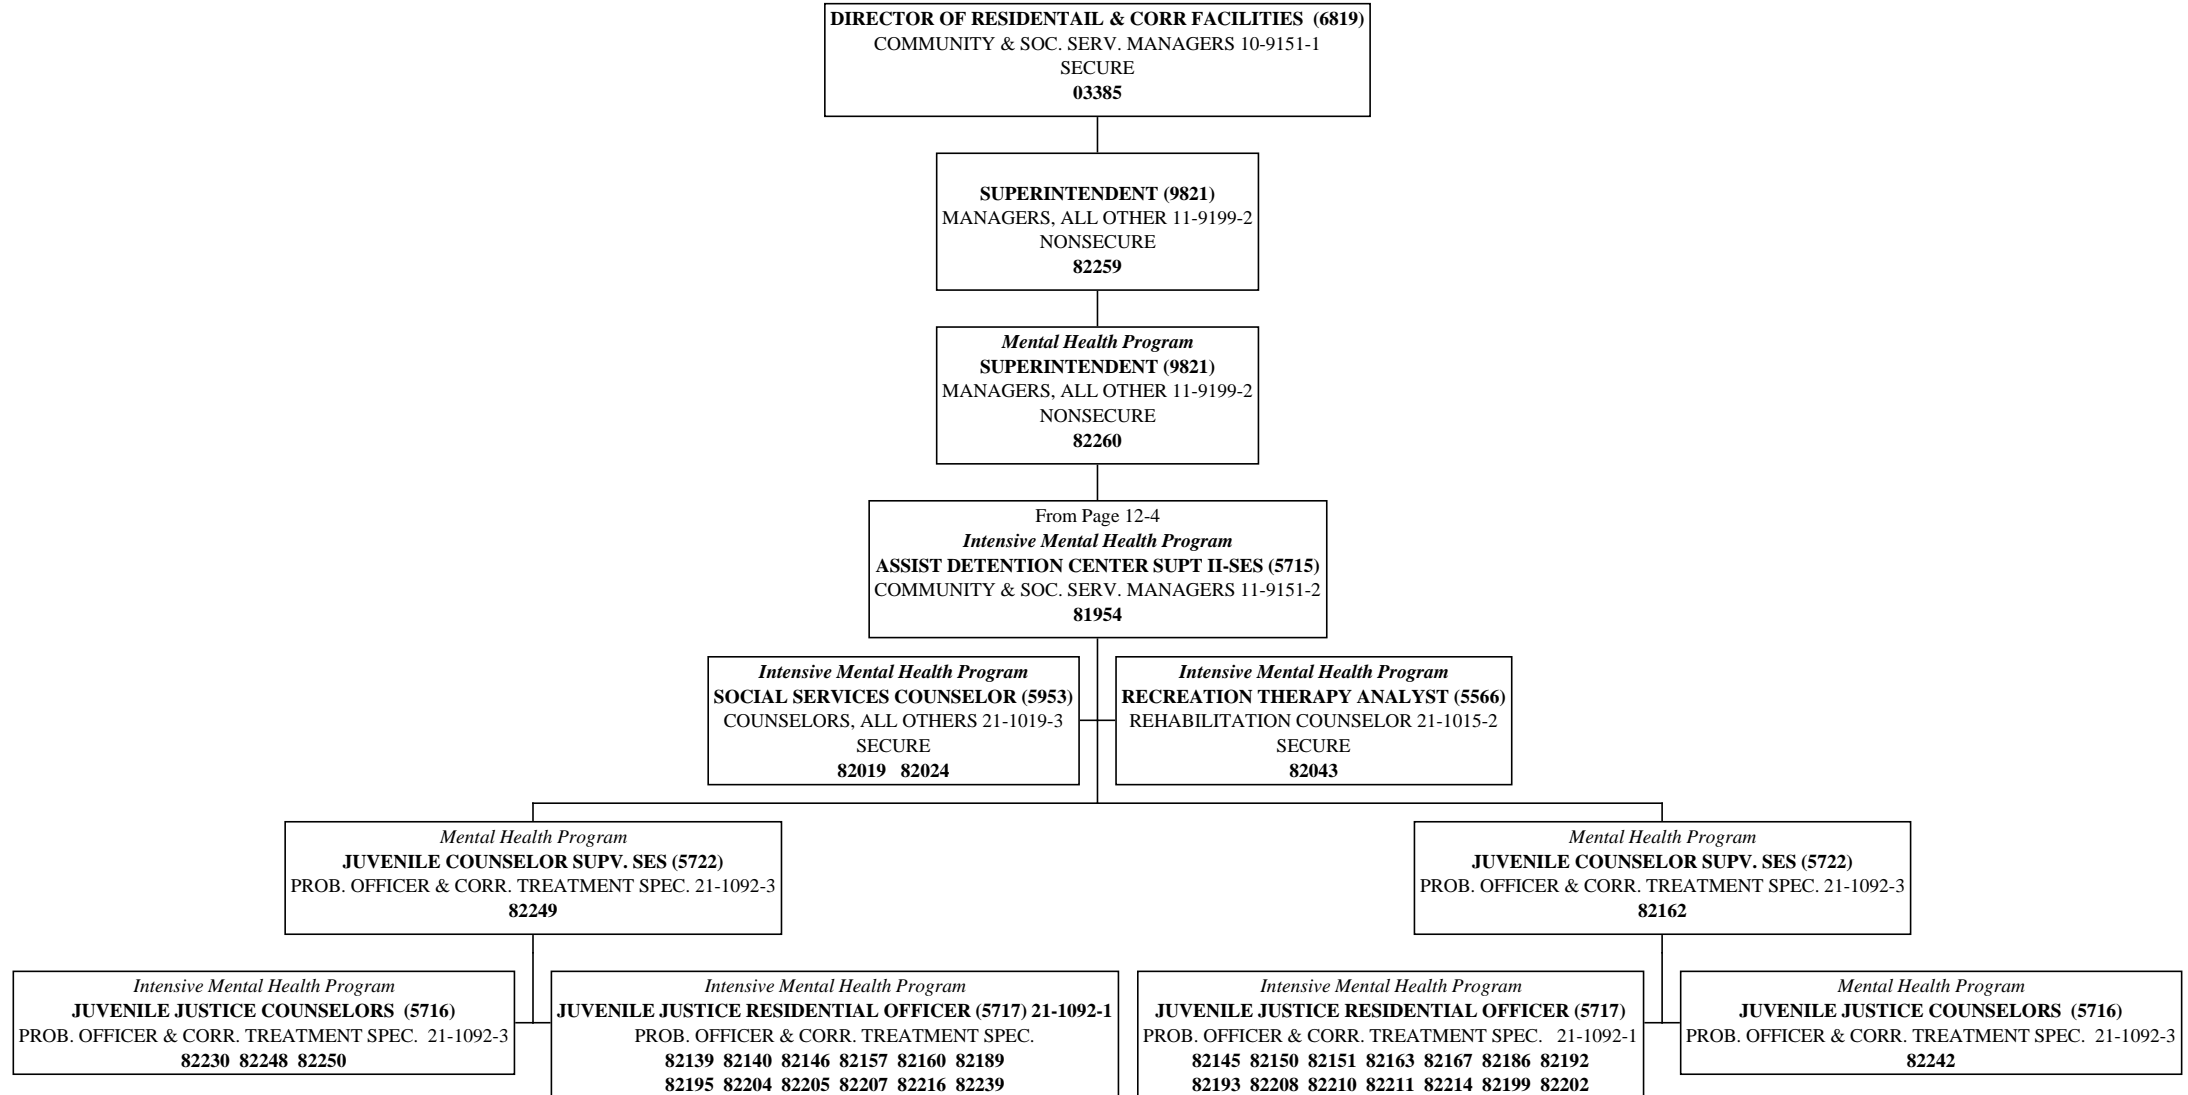 DIRECTOR OF RESIDENTAIL & CORR FACILITIES (6819)
COMMUNITY & SOC. SERV. MANAGERS 10-9151-1
SECURE
03385
SUPERINTENDENT (9821)
MANAGERS, ALL OTHER 11-9199-2
NONSECURE
82259
Mental Health Program
SUPERINTENDENT (9821)
MANAGERS, ALL OTHER 11-9199-2
NONSECURE
82260
From Page 12-4
Intensive Mental Health Program
ASSIST DETENTION CENTER SUPT II-SES (5715)
COMMUNITY & SOC. SERV. MANAGERS 11-9151-2
81954
Intensive Mental Health Program
SOCIAL SERVICES COUNSELOR (5953)
COUNSELORS, ALL OTHERS 21-1019-3
SECURE
82019 82024
Intensive Mental Health Program
RECREATION THERAPY ANALYST (5566)
REHABILITATION COUNSELOR 21-1015-2
SECURE
82043
Mental Health Program
JUVENILE COUNSELOR SUPV. SES (5722)
PROB. OFFICER & CORR. TREATMENT SPEC. 21-1092-3
82249
Mental Health Program
JUVENILE COUNSELOR SUPV. SES (5722)
PROB. OFFICER & CORR. TREATMENT SPEC. 21-1092-3
82162
Intensive Mental Health Program
JUVENILE JUSTICE COUNSELORS (5716)
PROB. OFFICER & CORR. TREATMENT SPEC. 21-1092-3
82230 82248 82250
Intensive Mental Health Program
JUVENILE JUSTICE RESIDENTIAL OFFICER (5717) 21-1092-1
PROB. OFFICER & CORR. TREATMENT SPEC.
82139 82140 82146 82157 82160 82189
82195 82204 82205 82207 82216 82239
Intensive Mental Health Program
JUVENILE JUSTICE RESIDENTIAL OFFICER (5717)
PROB. OFFICER & CORR. TREATMENT SPEC. 21-1092-1
82145 82150 82151 82163 82167 82186 82192
82193 82208 82210 82211 82214 82199 82202
Mental Health Program
JUVENILE JUSTICE COUNSELORS (5716)
PROB. OFFICER & CORR. TREATMENT SPEC. 21-1092-3
82242